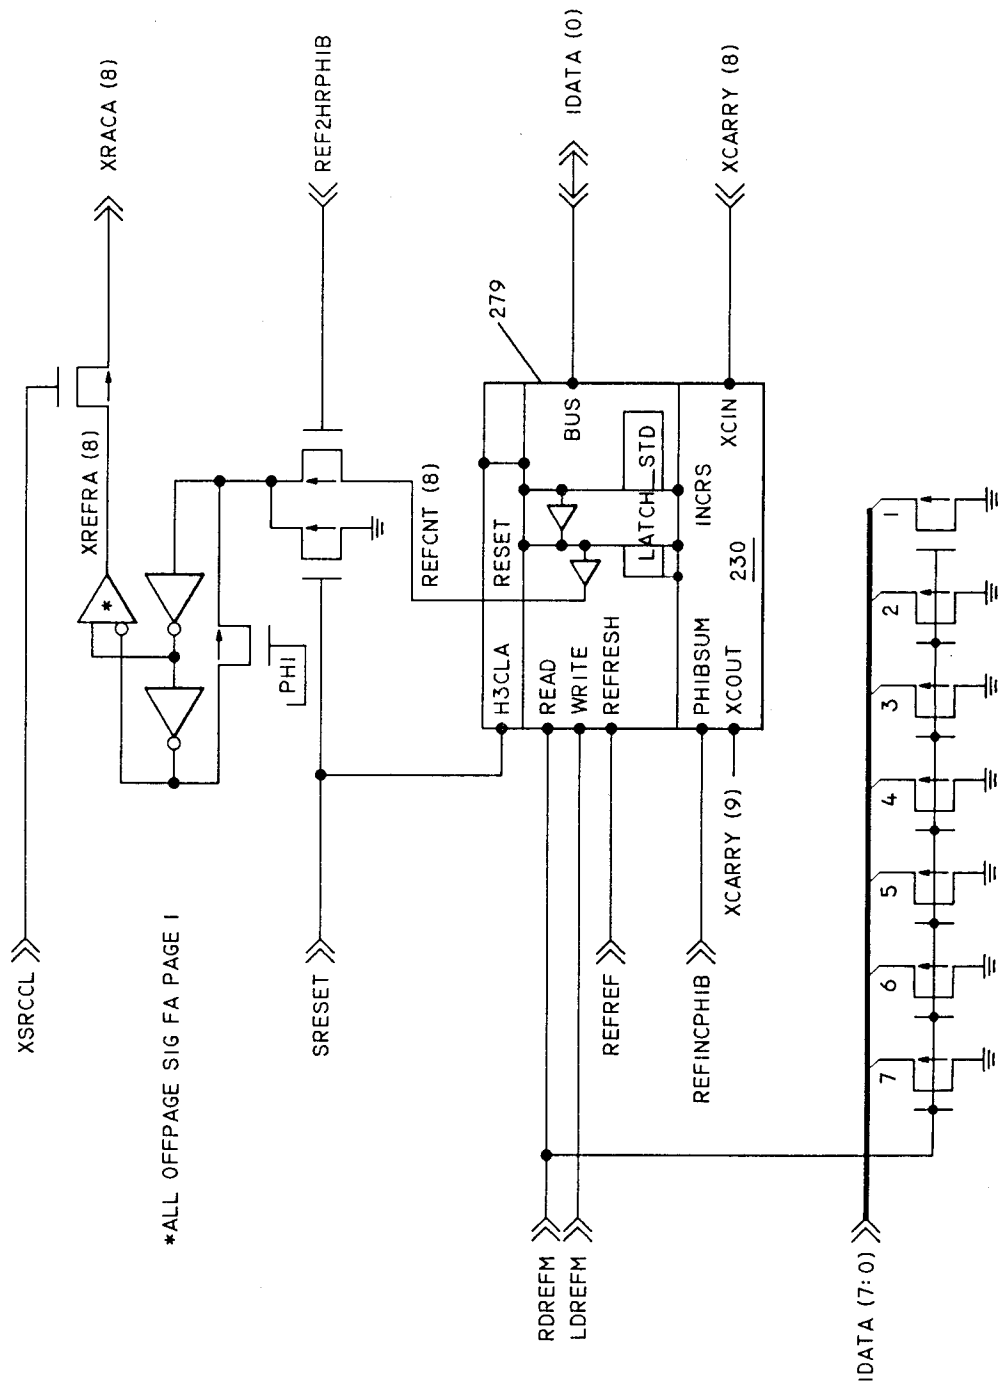 XSRCCL
XREFRA (8)
XRACA (8)
*
*ALL OFFPAGE SIG FA PAGE 1
PHI
SRESET
REF2HRPHIB
REFCNT (8)
279
H3CLA
RESET
READ
WRITE
REFRESH
BUS
LATCH_STD
PHIBSUM
INCRS
XCOUT
230
XCIN
IDATA (0)
XCARRY (8)
RDREFM
LDREFM
REFREF
REFINCPHIB
XCARRY (9)
IDATA (7:0)
7
6
5
4
3
2
1